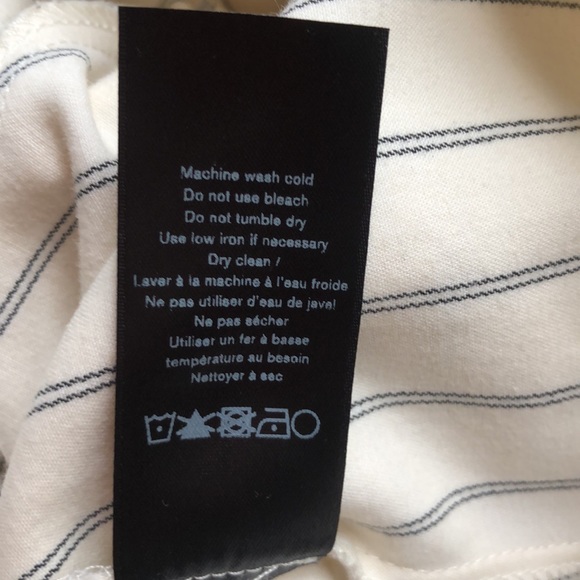 Machine wash cold
Do not use bleach
Do not tumble dry
Use low iron if necessary
Dry clean /
Laver à la machine à l'eau froide
Ne pas utiliser d'eau de javel
Ne pas sécher
Utiliser un fer à basse
température au besoin
Nettoyer à sec